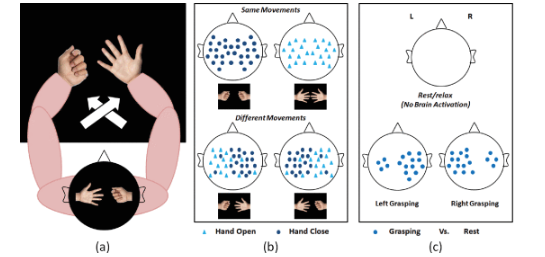 Same Movements
Different Movements
Hand Open
Hand Close
L
R
Rest/relax
(No Brain Activation)
Left Grasping
Right Grasping
Grasping Vs. Rest
(a)
(b)
(c)